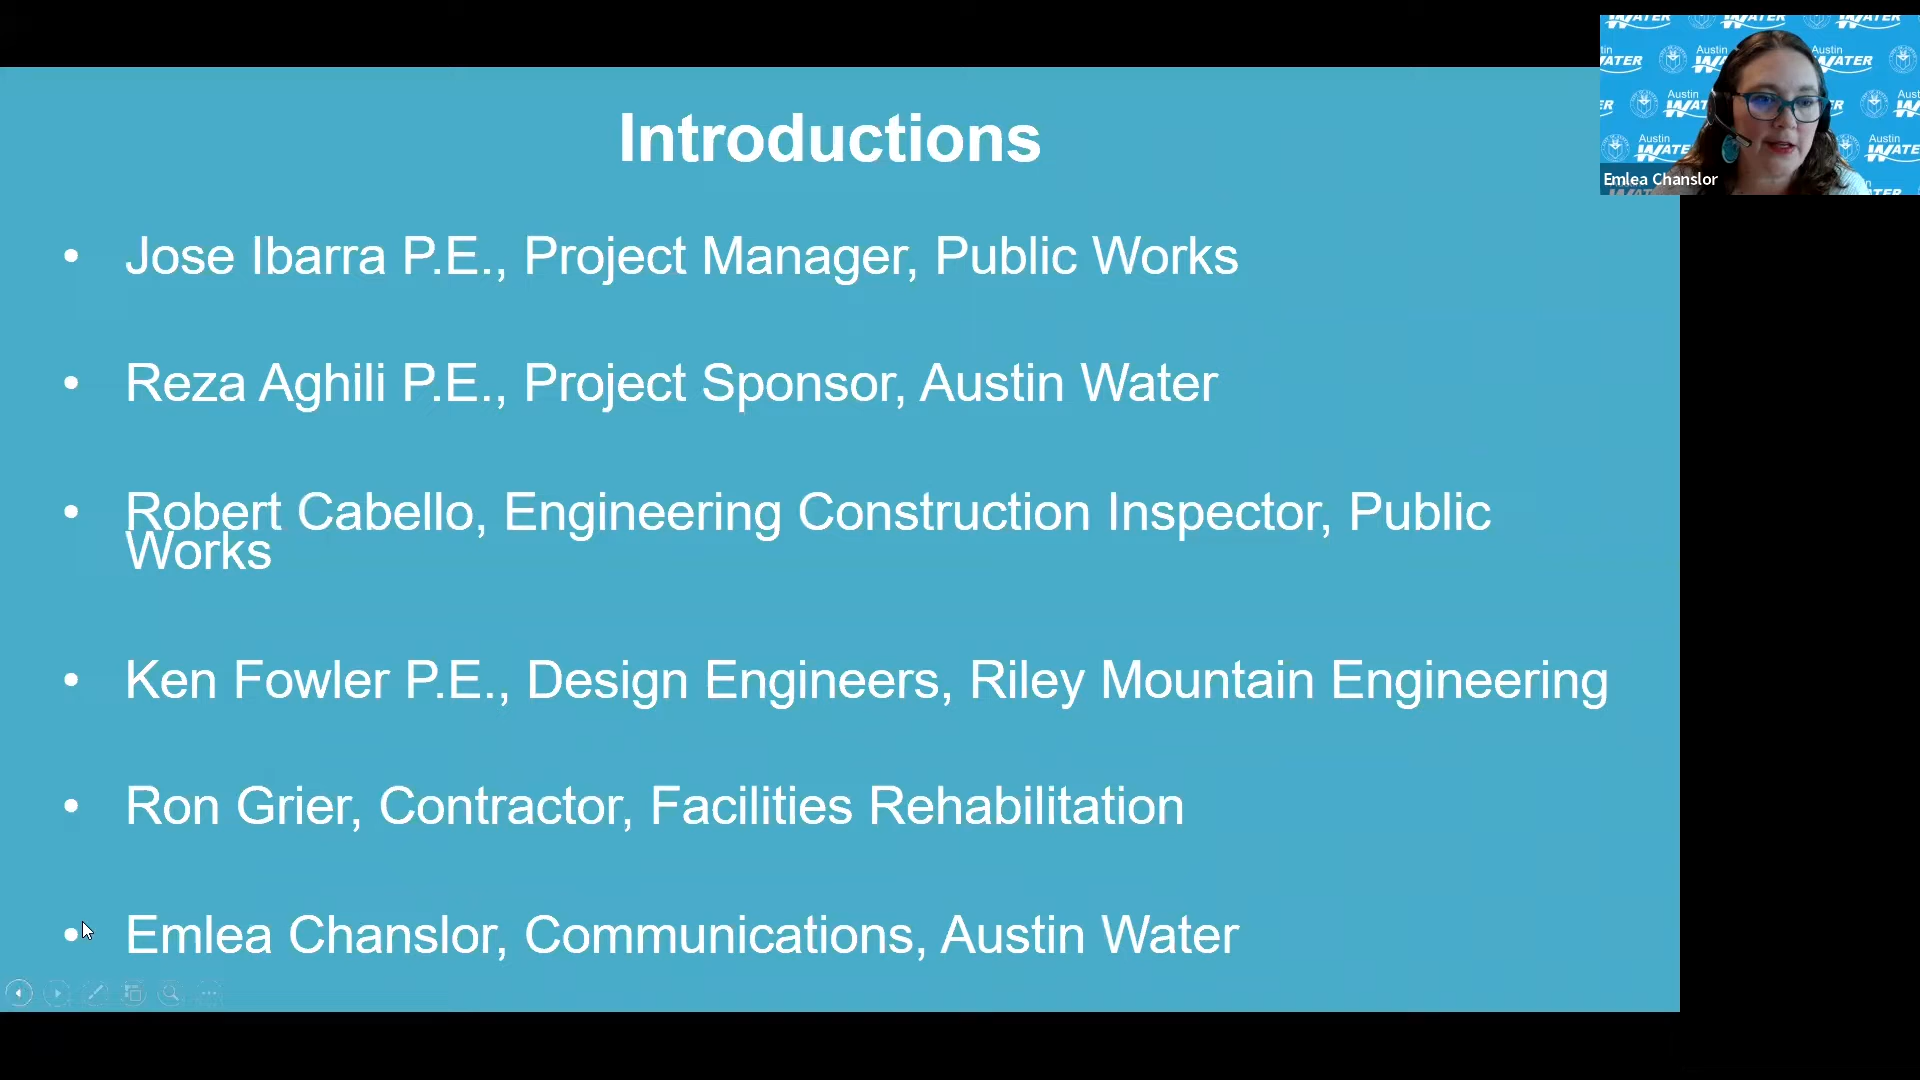 Introductions
• Jose Ibarra P.E., Project Manager, Public Works
• Reza Aghili P.E., Project Sponsor, Austin Water
• Robert Cabello, Engineering Construction Inspector, Public
Works
• Ken Fowler P.E., Design Engineers, Riley Mountain Engineering
• Ron Grier, Contractor, Facilities Rehabilitation
• Emlea Chanslor, Communications, Austin Water
Austin WATER
Emlea Chanslor